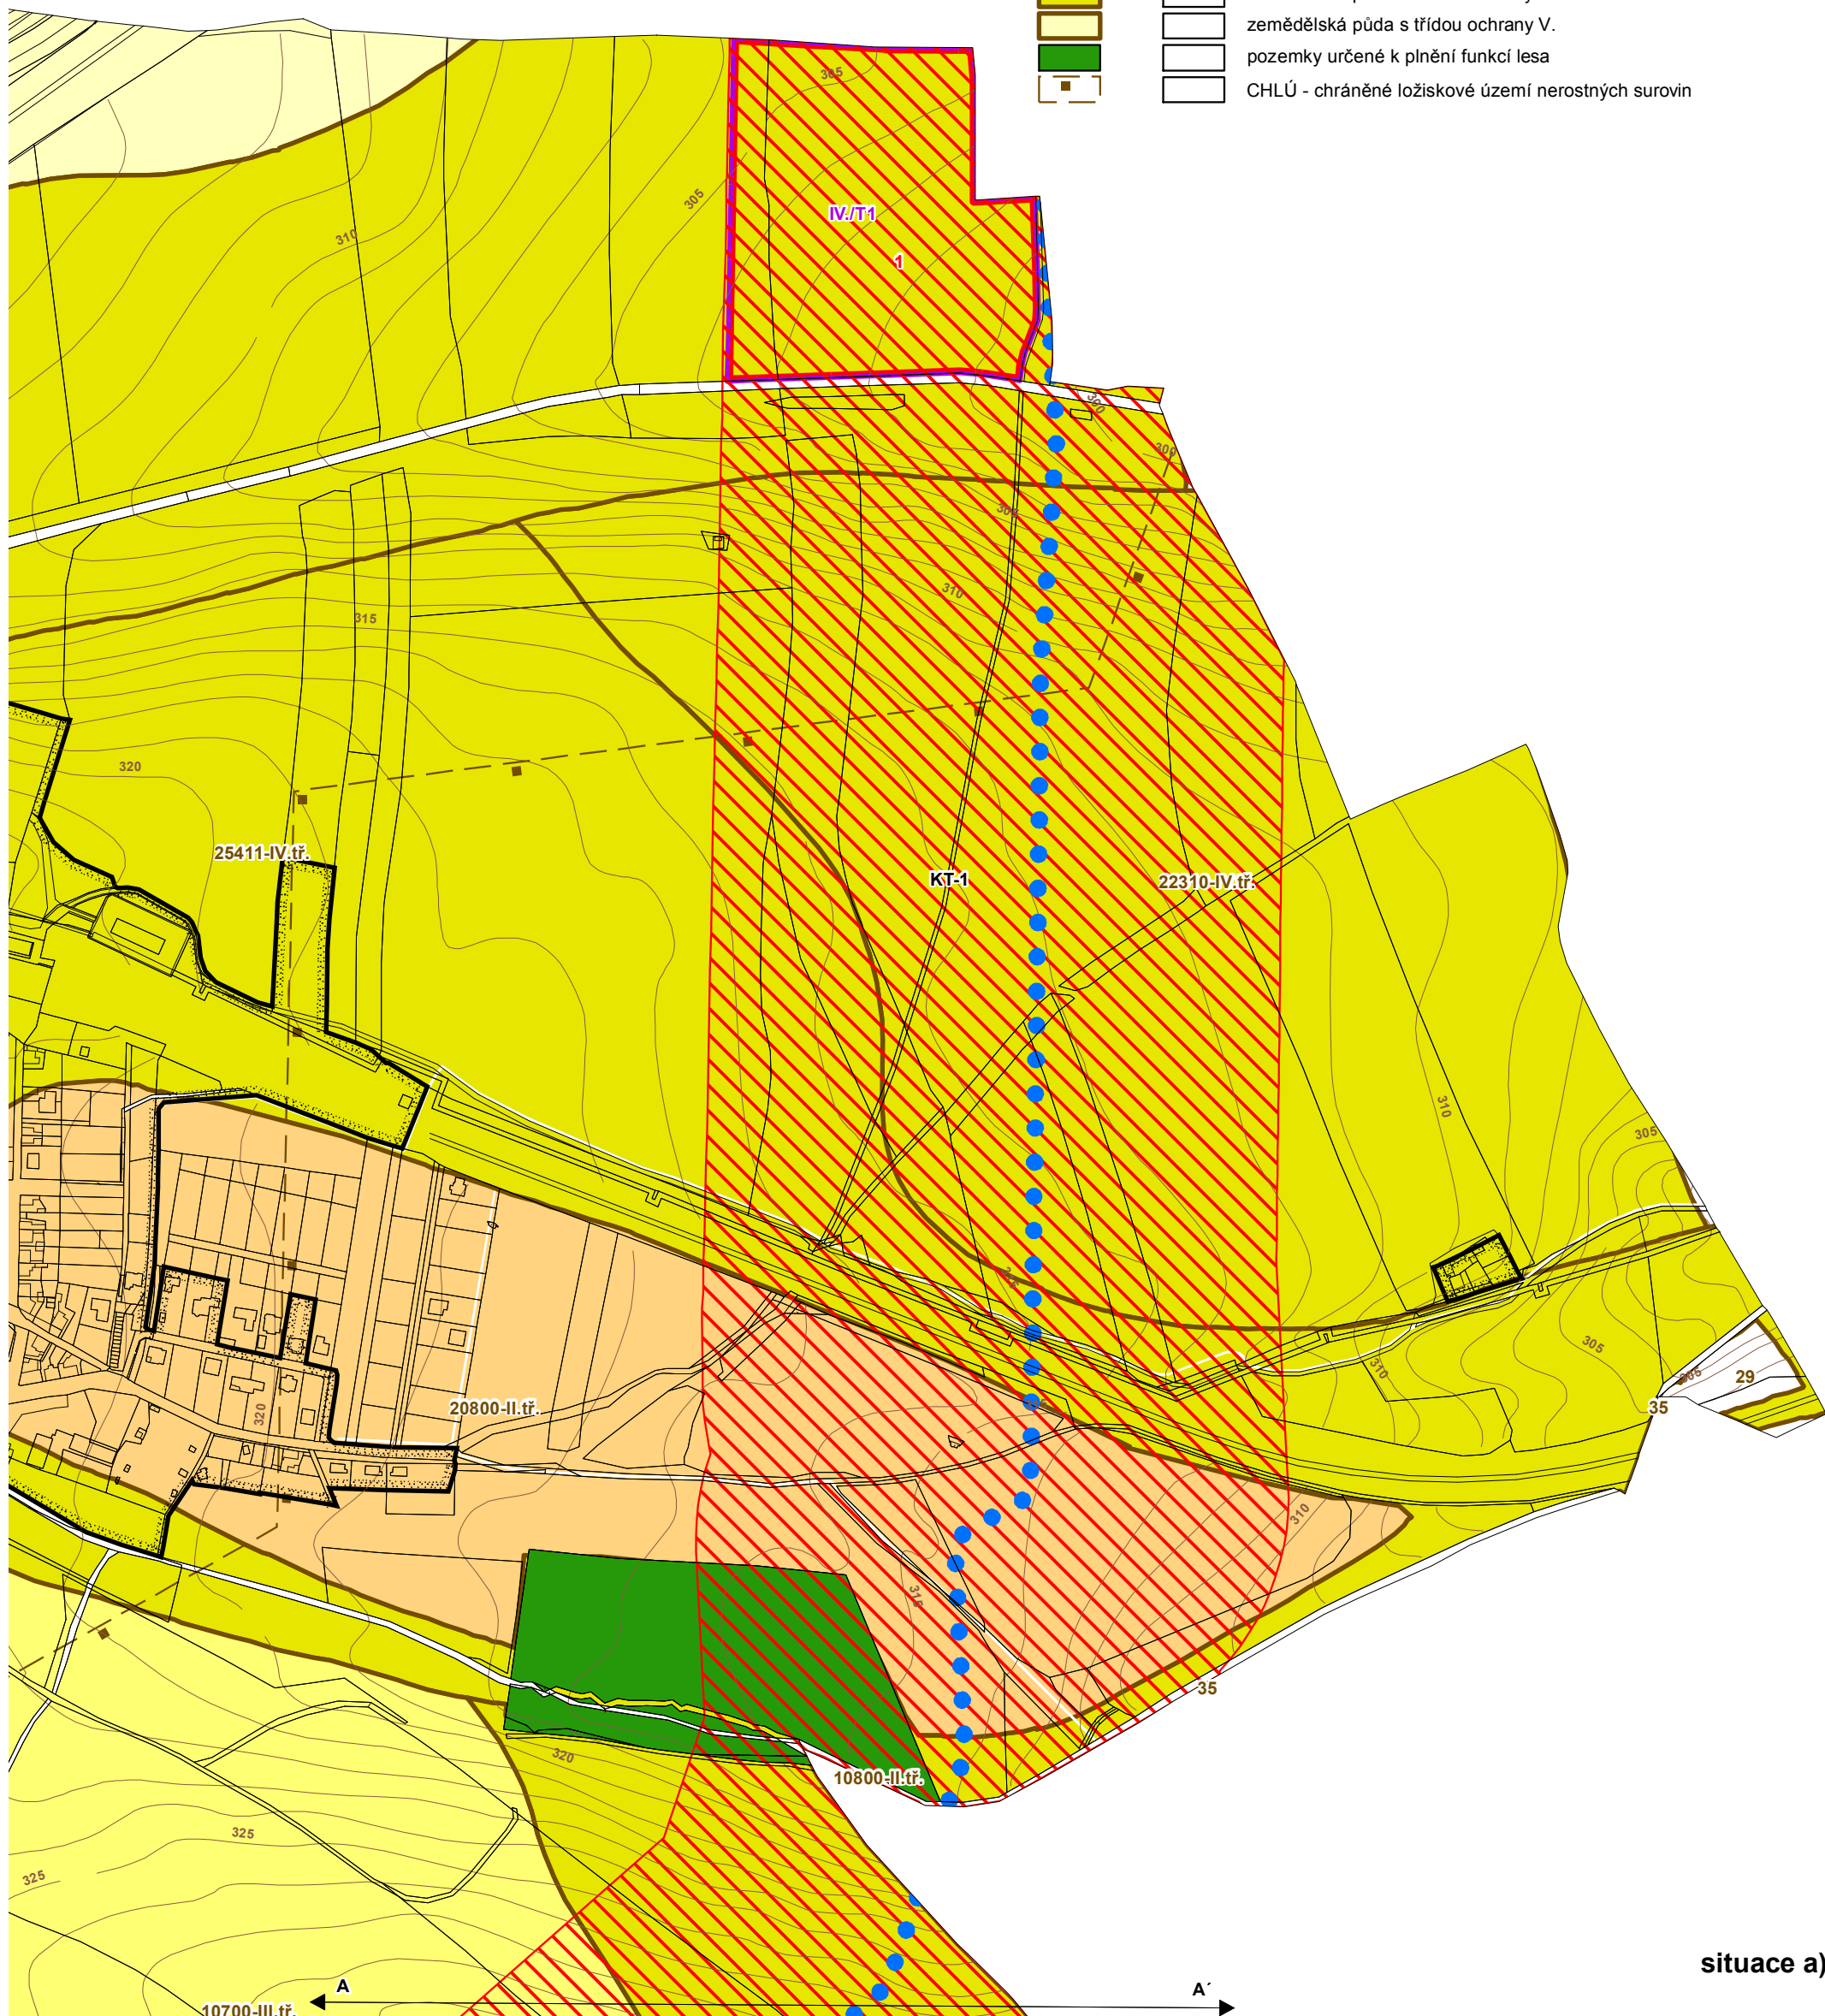 zemědělská půda s třídou ochrany V.
pozemky určené k plnění funkcí lesa
CHLÚ - chráněné ložiskové území nerostných surovin
305
305
IV./T1
310
1
300
300
305
310
315
320
25411-IV.tř.
KT-1
22310-IV.tř.
310
305
315
305
310
305
29
35
320
20800-II.tř.
310
315
35
320
10800-II.tř.
325
325
situace a)
A
A´
10700-III.tř.